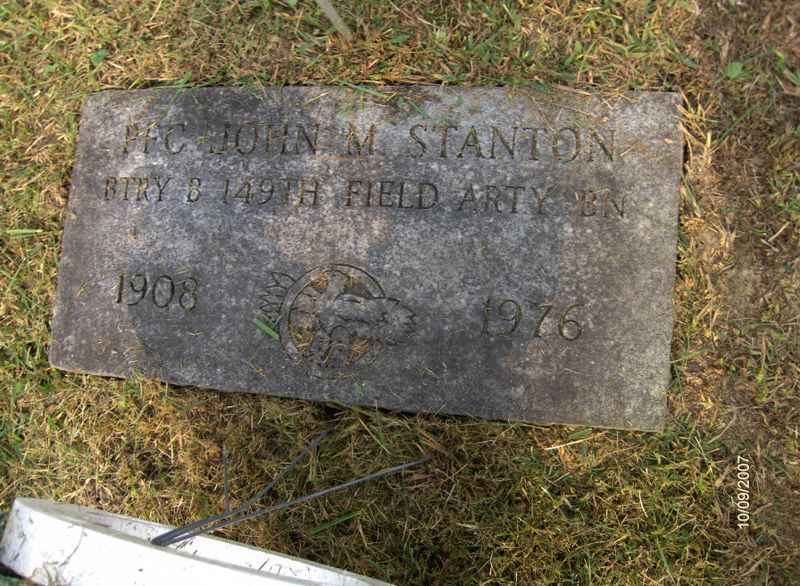 PFC JOHN M. STANTON
BTRY B 149TH FIELD ARTY BN
1908 1976
10/09/2007